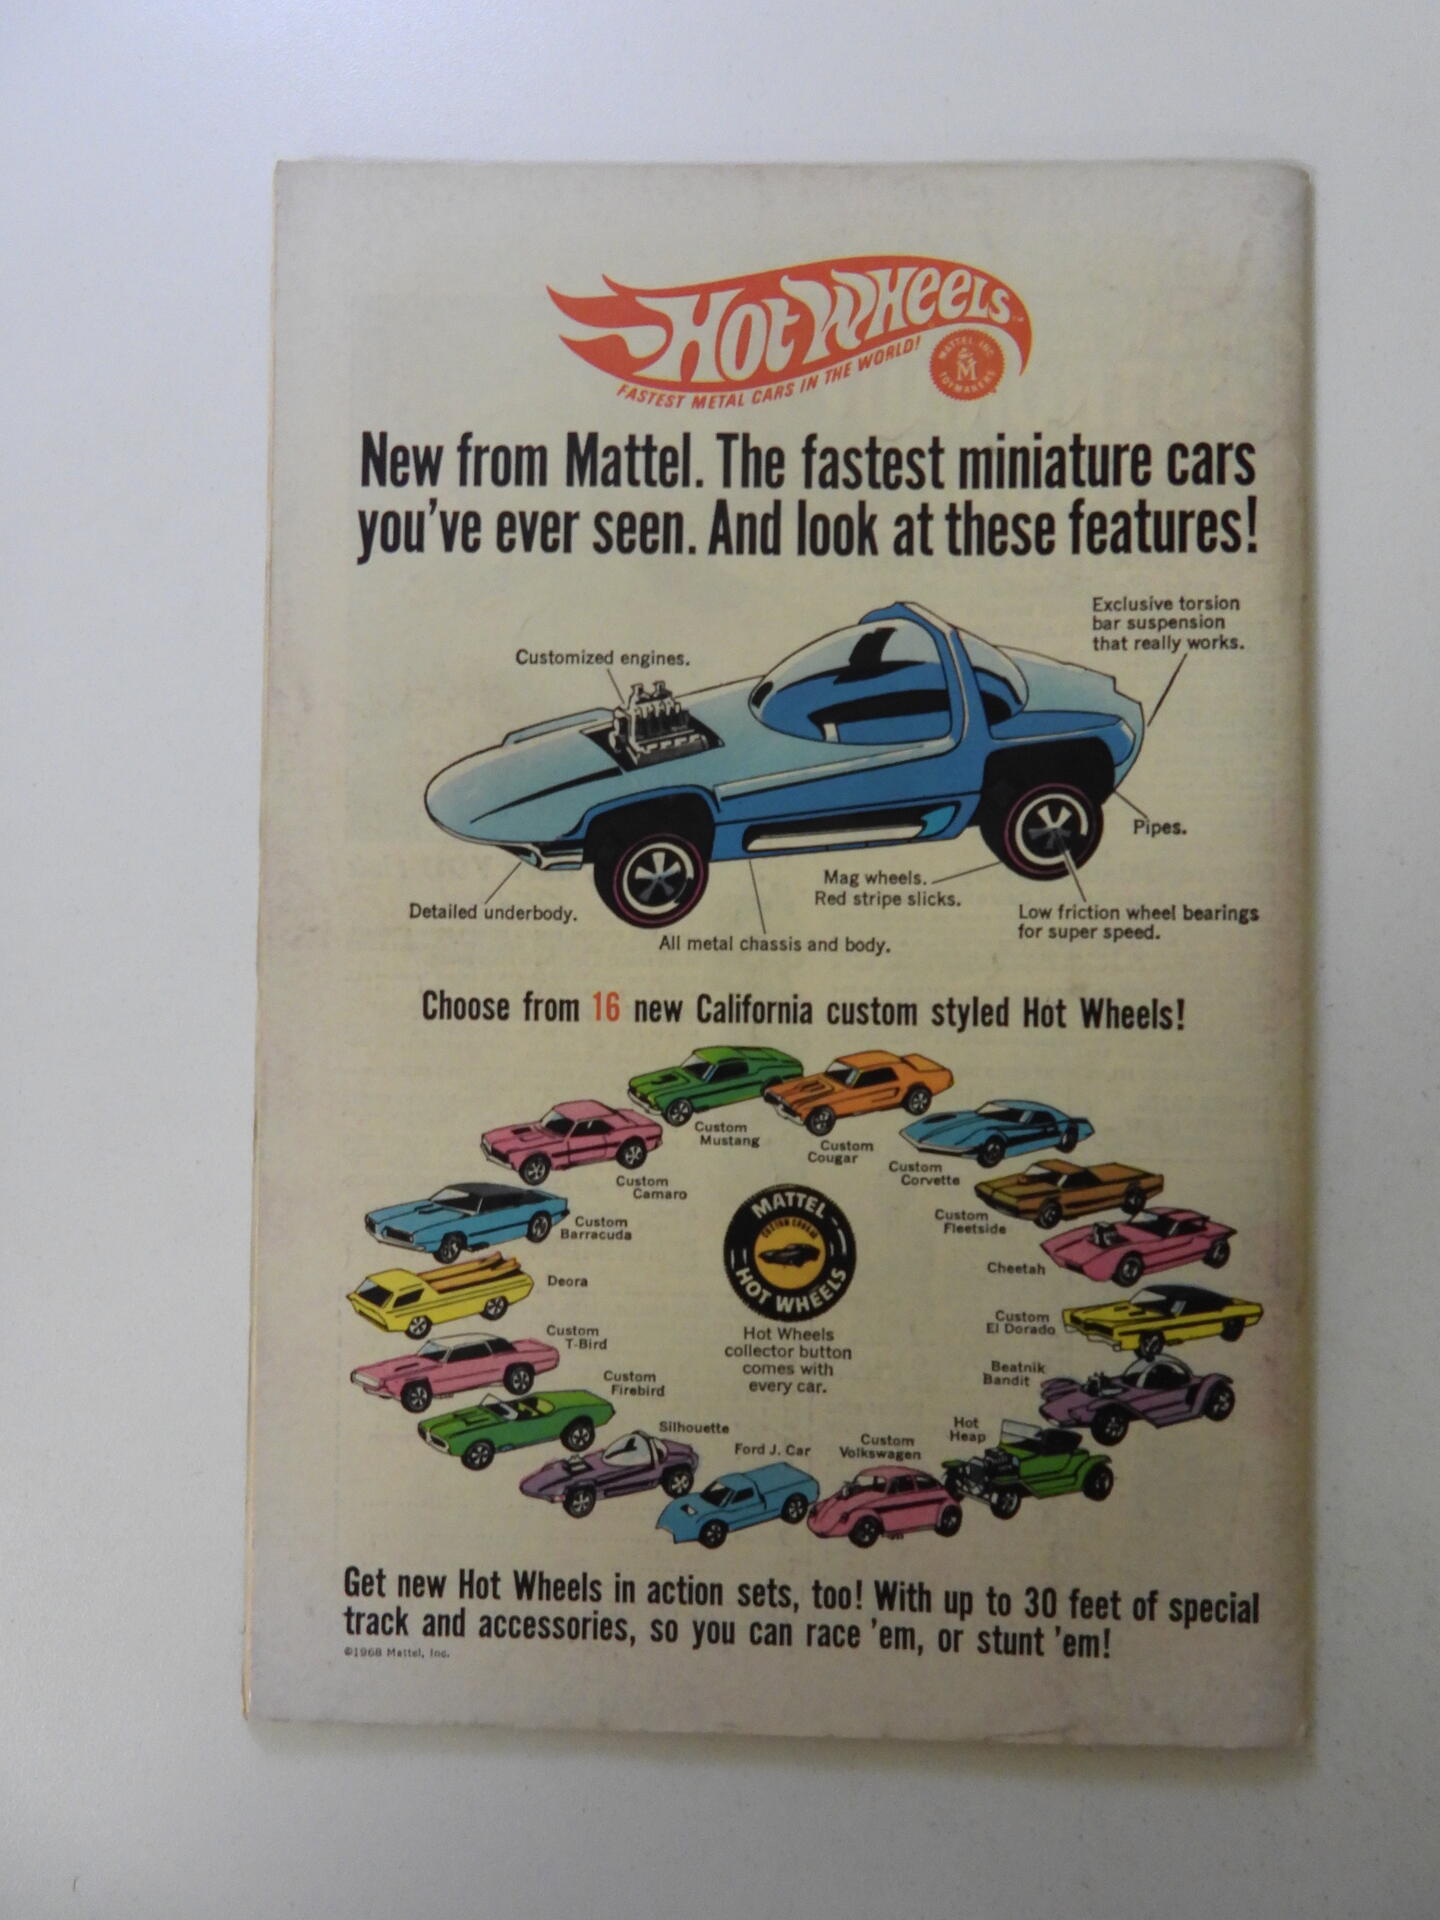 Hot Wheels
FASTEST METAL CARS IN THE WORLD!
MATTEL, INC.
TOYMAKERS
M
New from Mattel. The fastest miniature cars
you've ever seen. And look at these features!
Exclusive torsion
bar suspension
that really works.
Customized engines.
Pipes.
Mag wheels.
Red stripe slicks.
Detailed underbody.
Low friction wheel bearings
for super speed.
All metal chassis and body.
Choose from 16 new California custom styled Hot Wheels!
Custom
Mustang
Custom
Cougar
Custom
Corvette
Custom
Camaro
Custom
Fleetside
Custom
Barracuda
Cheetah
Deora
Custom
El Dorado
Custom
T-Bird
Beatnik
Bandit
Custom
Firebird
Silhouette
Ford J. Car
Custom
Volkswagen
Hot
Heap
MATTEL
CUSTOM COUGAR
HOT WHEELS
Hot Wheels
collector button
comes with
every car.
Get new Hot Wheels in action sets, too! With up to 30 feet of special
track and accessories, so you can race 'em, or stunt 'em!
©1968 Mattel, Inc.